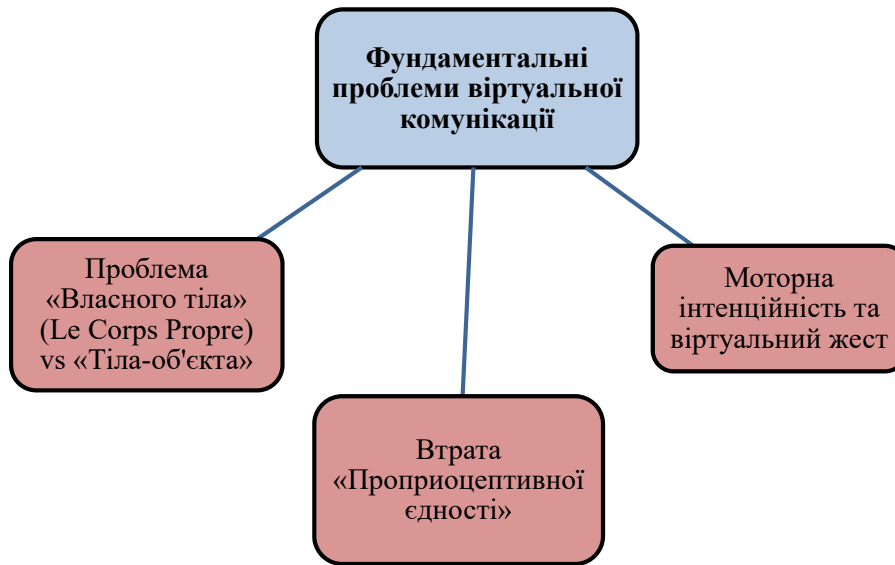 Фундаментальні
проблеми віртуальної
комунікації
Проблема
«Власного тіла»
(Le Corps Propre)
vs «Тіла-об'єкта»
Втрата
«Проприоцептивної
єдності»
Моторна
інтенційність та
віртуальний жест